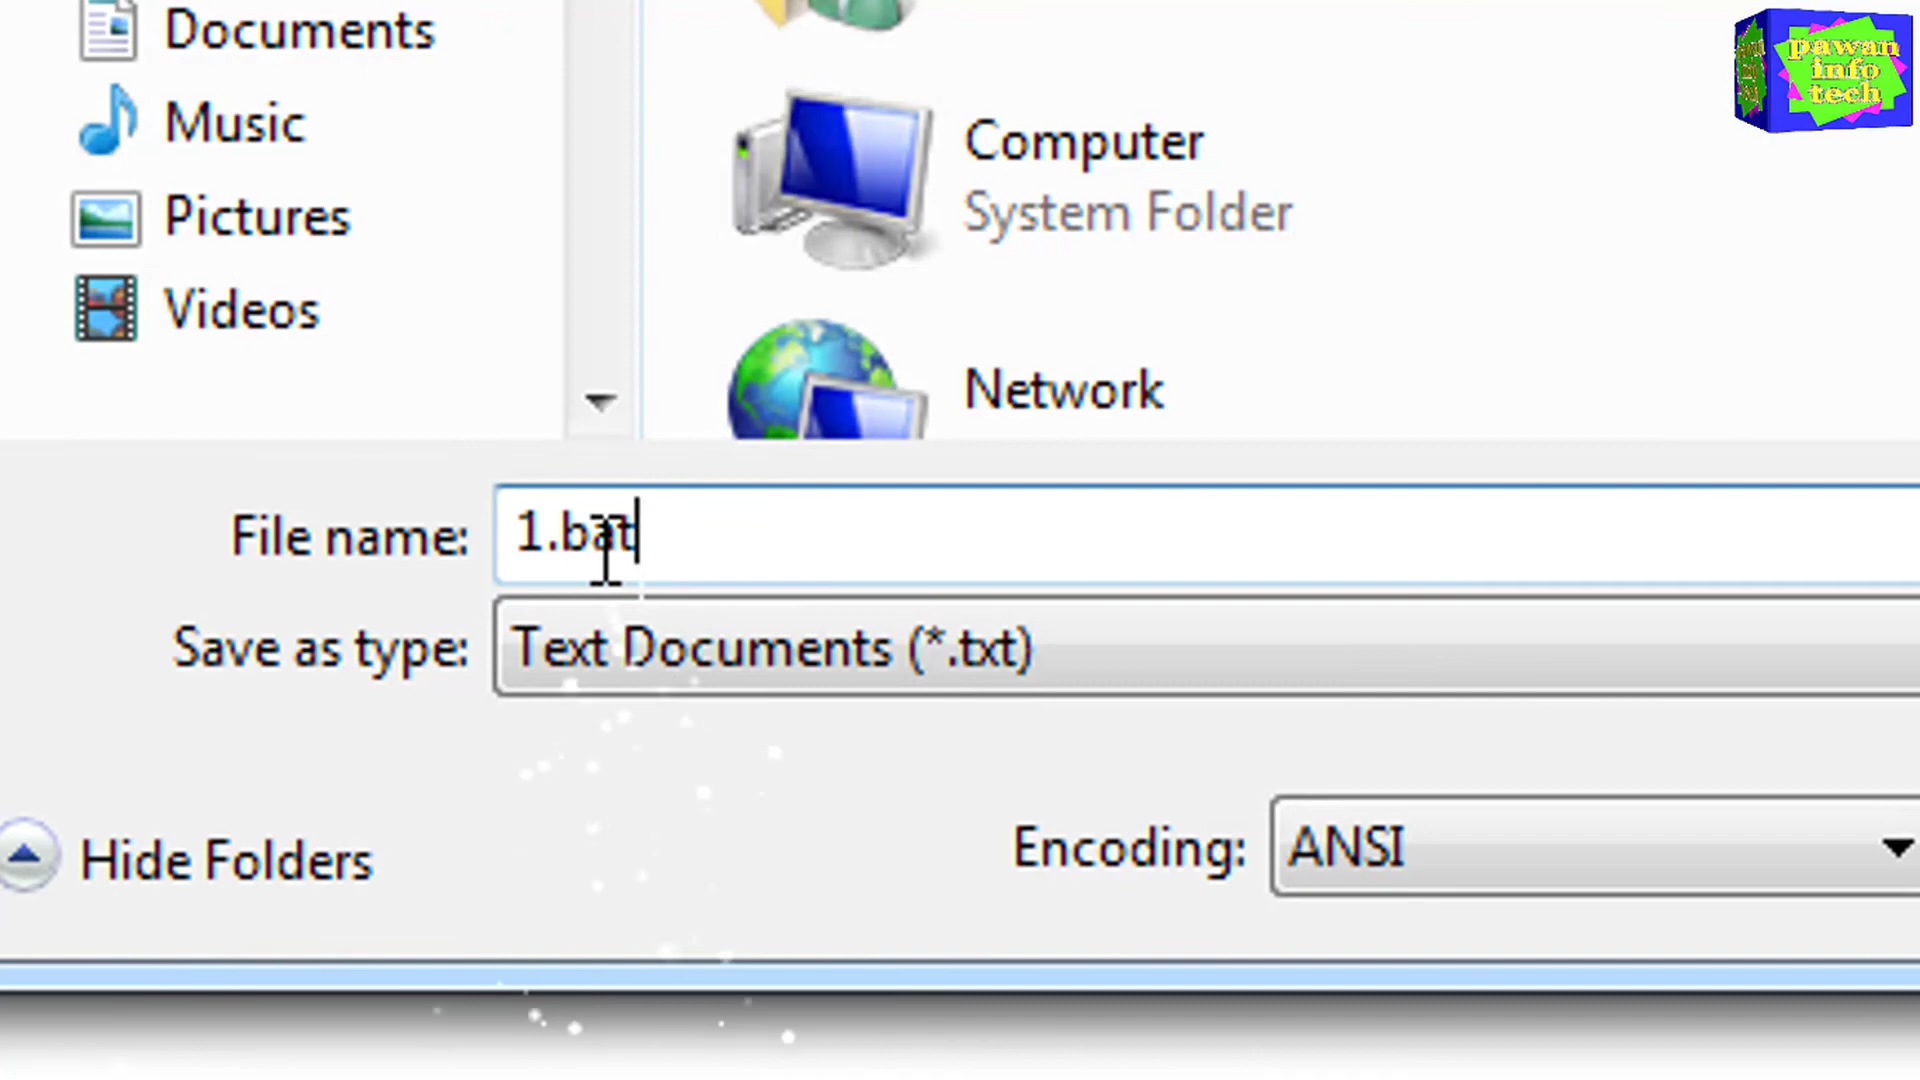 Documents
Music
Pictures
Videos
Computer
System Folder
Network
File name: 1.bat
Save as type: Text Documents (*.txt)
Hide Folders
Encoding: ANSI
pawan
info
tech